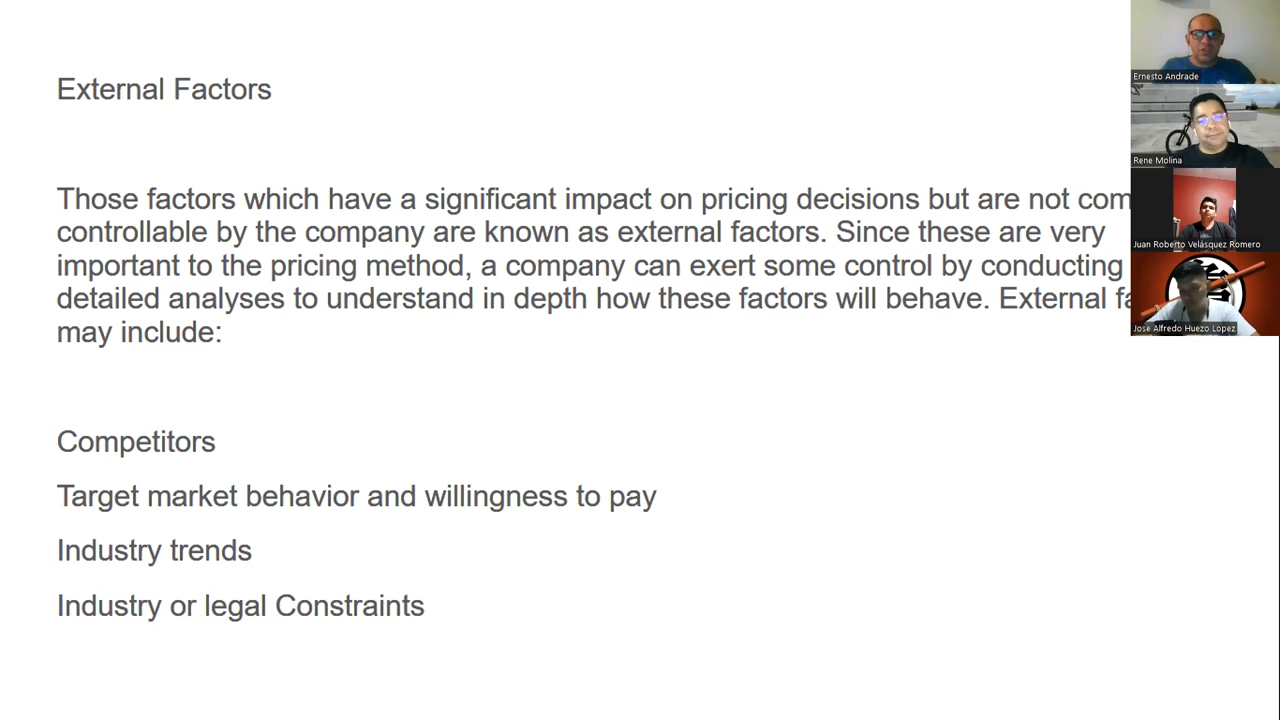 External Factors
Those factors which have a significant impact on pricing decisions but are not com
controllable by the company are known as external factors. Since these are very
important to the pricing method, a company can exert some control by conducting
detailed analyses to understand in depth how these factors will behave. External fa
may include:
Competitors
Target market behavior and willingness to pay
Industry trends
Industry or legal Constraints
Ernesto Andrade
Rene Molina
Juan Roberto Velásquez Romero
Jose Alfredo Huezo Lopez